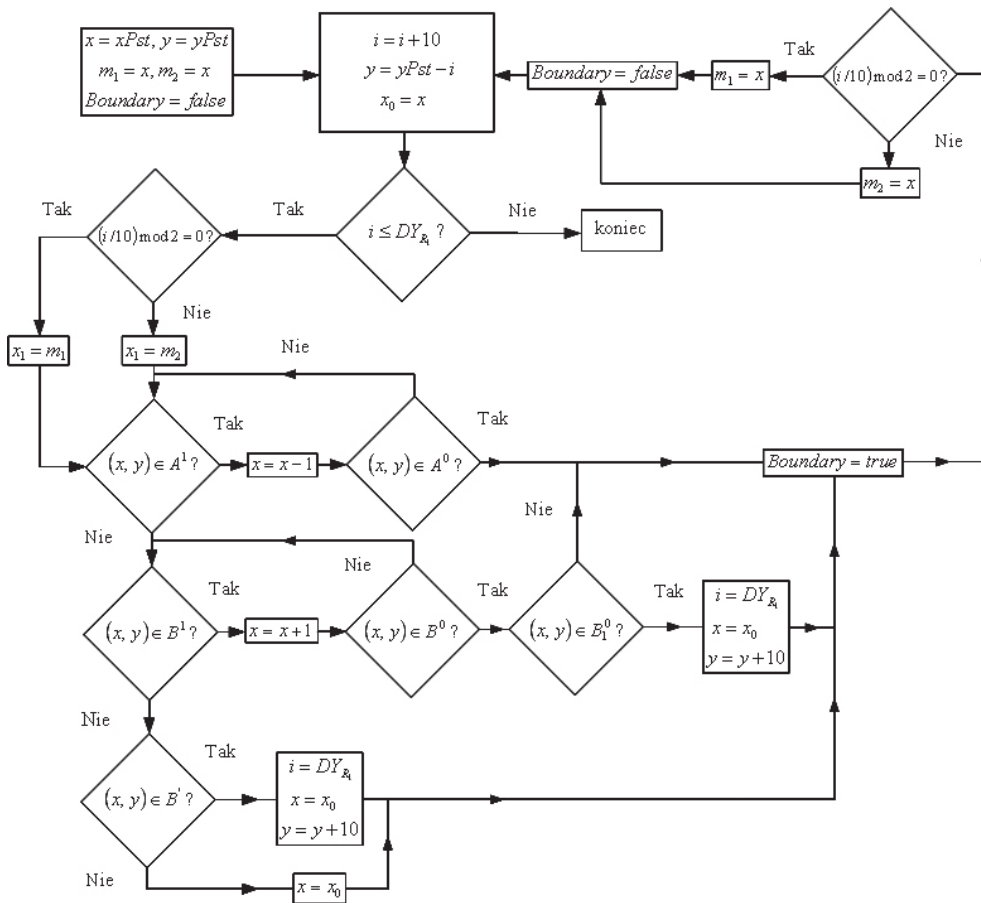 x = xPst, y = yPst
m₁ = x, m₂ = x
Boundary = false
i = i+10
y = yPst − i
x₀ = x
Boundary = false
Tak
m₁ = x
(i/10) mod 2 = 0?
Nie
m₂ = x
Tak
(i/10) mod 2 = 0?
Tak
i ≤ DY_R₁ ?
Nie
koniec
Nie
x₁ = m₁
x₁ = m₂
Nie
(x, y) ∈ A¹ ?
Tak
x = x − 1
(x, y) ∈ A⁰ ?
Tak
Boundary = true
Nie
Nie
Nie
(x, y) ∈ B¹ ?
Tak
x = x + 1
(x, y) ∈ B⁰ ?
Tak
(x, y) ∈ B₁⁰ ?
Tak
i = DY_R₁
x = x₀
y = y + 10
Nie
(x, y) ∈ B' ?
Tak
i = DY_R₁
x = x₀
y = y + 10
Nie
x = x₀